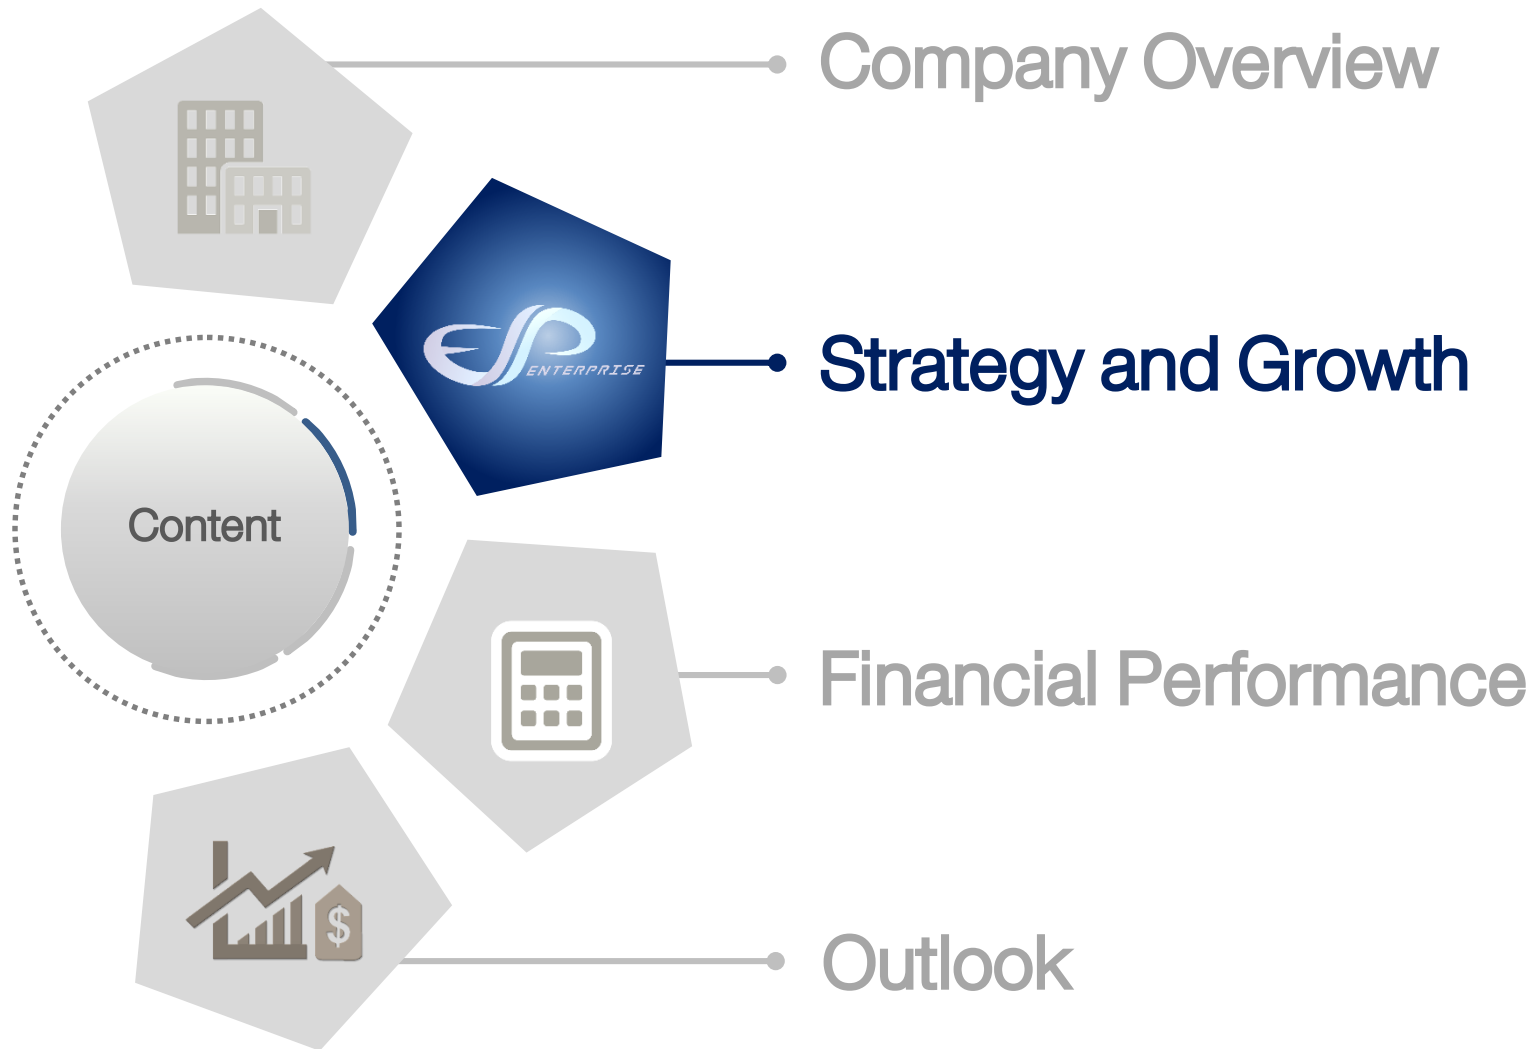 Company Overview
ENTERPRISE
Strategy and Growth
Content
Financial Performance
$
Outlook